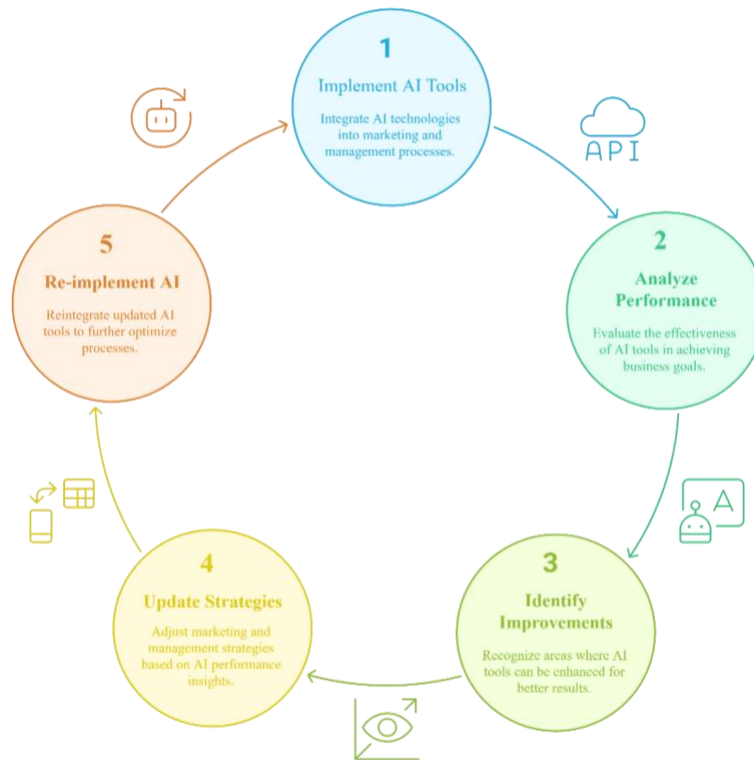 1
Implement AI Tools
Integrate AI technologies
into marketing and
management processes.
API
2
Analyze
Performance
Evaluate the effectiveness
of AI tools in achieving
business goals.
A
3
Identify
Improvements
Recognize areas where AI
tools can be enhanced for
better results.
4
Update Strategies
Adjust marketing and
management strategies
based on AI performance
insights.
5
Re-implement AI
Reintegrate updated AI
tools to further optimize
processes.